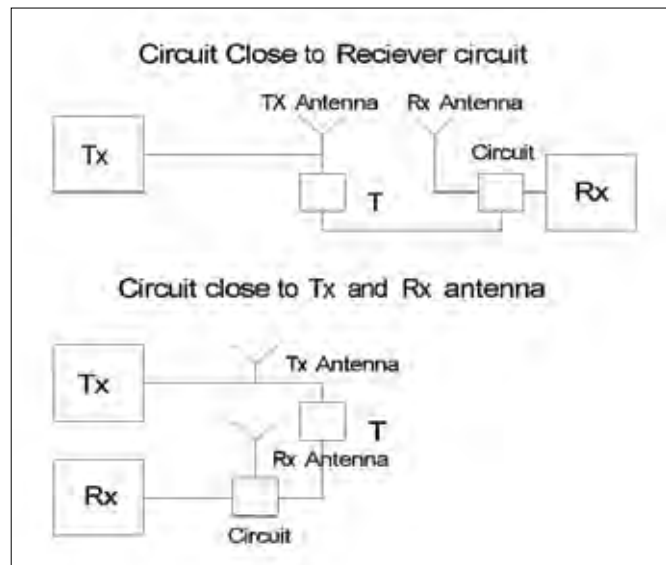 Circuit Close to Reciever circuit
TX Antenna Rx Antenna
Circuit
Tx
T
Rx
Circuit close to Tx and Rx antenna
Tx
Tx Antenna
T
Rx Antenna
Rx
Circuit